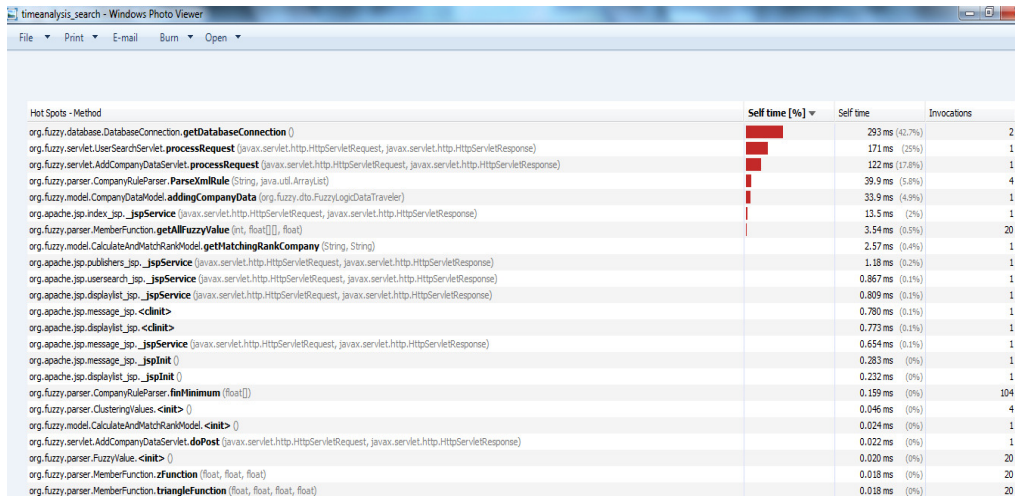 timeanalysis_search - Windows Photo Viewer
File Print E-mail Burn Open
Hot Spots - Method Self time [%] Self time Invocations
org.fuzzy.database.DatabaseConnection.getDatabaseConnection () 293 ms (42.7%) 2
org.fuzzy.servlet.UserSearchServlet.processRequest (javax.servlet.http.HttpServletRequest, javax.servlet.http.HttpServletResponse) 171 ms (25%) 1
org.fuzzy.servlet.AddCompanyDataServlet.processRequest (javax.servlet.http.HttpServletRequest, javax.servlet.http.HttpServletResponse) 122 ms (17.8%) 1
org.fuzzy.parser.CompanyRuleParser.ParseXmlRule (String, java.util.ArrayList) 39.9 ms (5.8%) 4
org.fuzzy.model.CompanyDataModel.addingCompanyData (org.fuzzy.dto.FuzzyLogicDataTraveler) 33.9 ms (4.9%) 1
org.apache.jsp.index_jsp._jspService (javax.servlet.http.HttpServletRequest, javax.servlet.http.HttpServletResponse) 13.5 ms (2%) 1
org.fuzzy.parser.MemberFunction.getAllFuzzyValue (int, float[][], float) 3.54 ms (0.5%) 20
org.fuzzy.model.CalculateAndMatchRankModel.getMatchingRankCompany (String, String) 2.57 ms (0.4%) 1
org.apache.jsp.publishers_jsp._jspService (javax.servlet.http.HttpServletRequest, javax.servlet.http.HttpServletResponse) 1.18 ms (0.2%) 1
org.apache.jsp.usersearch_jsp._jspService (javax.servlet.http.HttpServletRequest, javax.servlet.http.HttpServletResponse) 0.867 ms (0.1%) 1
org.apache.jsp.displaylist_jsp._jspService (javax.servlet.http.HttpServletRequest, javax.servlet.http.HttpServletResponse) 0.809 ms (0.1%) 1
org.apache.jsp.message_jsp.<clinit> 0.780 ms (0.1%) 1
org.apache.jsp.displaylist_jsp.<clinit> 0.773 ms (0.1%) 1
org.apache.jsp.message_jsp._jspService (javax.servlet.http.HttpServletRequest, javax.servlet.http.HttpServletResponse) 0.654 ms (0.1%) 1
org.apache.jsp.message_jsp._jspInit () 0.283 ms (0%) 1
org.apache.jsp.displaylist_jsp._jspInit () 0.232 ms (0%) 1
org.fuzzy.parser.CompanyRuleParser.finMinimum (float[]) 0.159 ms (0%) 104
org.fuzzy.parser.ClusteringValues.<init> () 0.046 ms (0%) 4
org.fuzzy.model.CalculateAndMatchRankModel.<init> () 0.024 ms (0%) 1
org.fuzzy.servlet.AddCompanyDataServlet.doPost (javax.servlet.http.HttpServletRequest, javax.servlet.http.HttpServletResponse) 0.022 ms (0%) 1
org.fuzzy.parser.FuzzyValue.<init> () 0.020 ms (0%) 20
org.fuzzy.parser.MemberFunction.zFunction (float, float, float) 0.018 ms (0%) 20
org.fuzzy.parser.MemberFunction.triangleFunction (float, float, float, float) 0.018 ms (0%) 20